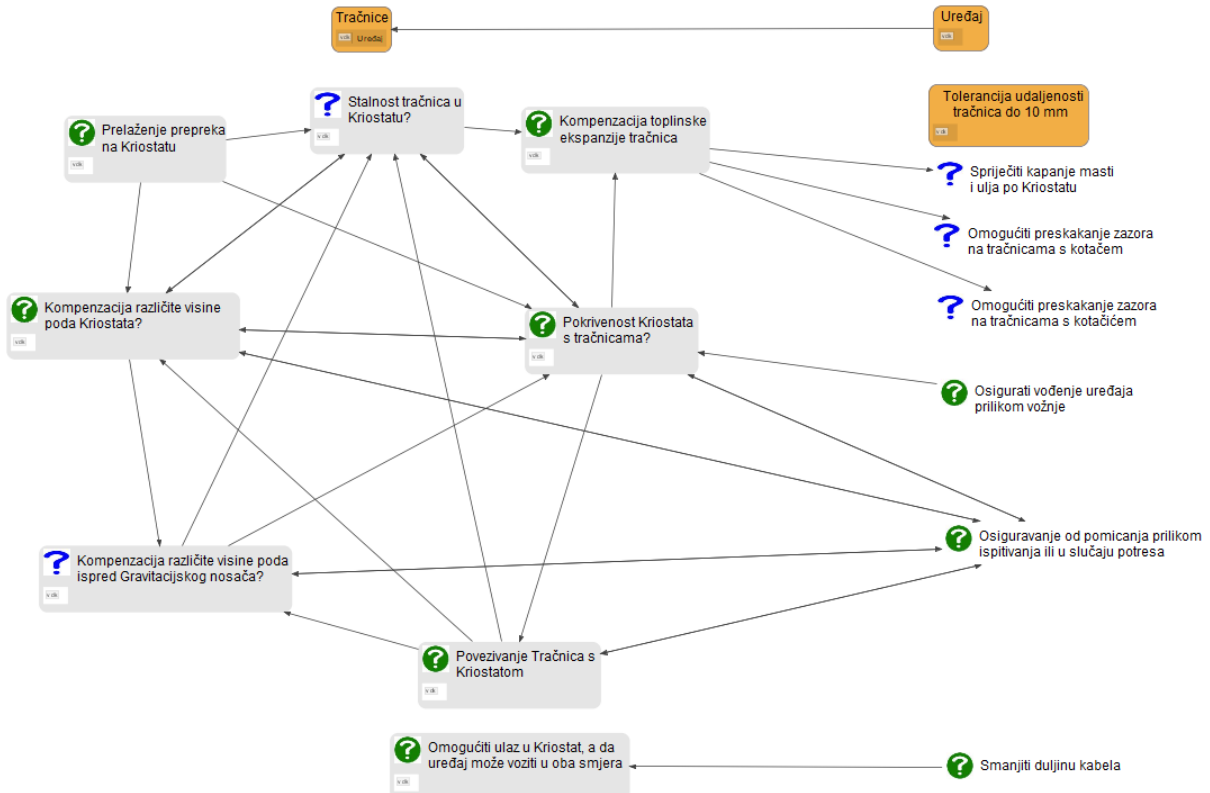 Tračnice
vdk Uređaj
Uređaj
vdk
Stalnost tračnica u
Kriostatu?
vdk
Prelaženje prepreka
na Kriostatu
vdk
Kompenzacija toplinske
ekspanzije tračnica
vdk
Tolerancija udaljenosti
tračnica do 10 mm
vdk
Spriječiti kapanje masti
i ulja po Kriostatu
Omogućiti preskakanje zazora
na tračnicama s kotačem
Omogućiti preskakanje zazora
na tračnicama s kotačićem
Kompenzacija različite visine
poda Kriostata?
vdk
Pokrivenost Kriostata
s tračnicama?
vdk
Osigurati vođenje uređaja
prilikom vožnje
Osiguravanje od pomicanja prilikom
ispitivanja ili u slučaju potresa
Kompenzacija različite visine poda
ispred Gravitacijskog nosača?
vdk
Povezivanje Tračnica s
Kriostatom
vdk
Omogućiti ulaz u Kriostat, a da
uređaj može voziti u oba smjera
vdk
Smanjiti duljinu kabela